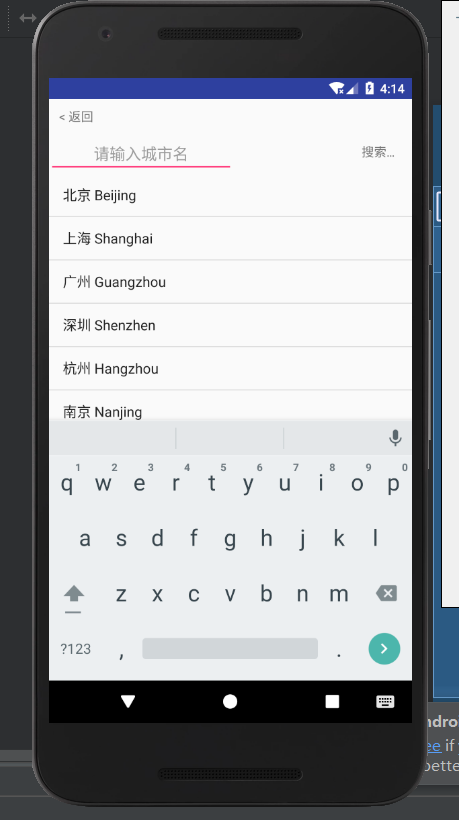 4:14
< 返回
请输入城市名 搜索...
北京 Beijing
上海 Shanghai
广州 Guangzhou
深圳 Shenzhen
杭州 Hangzhou
南京 Nanjing
1 2 3 4 5 6 7 8 9 0
q w e r t y u i o p
a s d f g h j k l
z x c v b n m
?123 , .
ee if